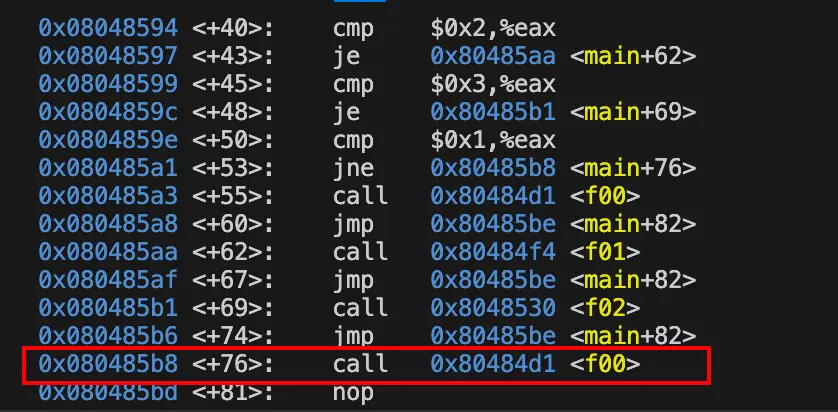 0x08048594 <+40>: cmp $0x2,%eax
0x08048597 <+43>: je 0x80485aa <main+62>
0x08048599 <+45>: cmp $0x3,%eax
0x0804859c <+48>: je 0x80485b1 <main+69>
0x0804859e <+50>: cmp $0x1,%eax
0x080485a1 <+53>: jne 0x80485b8 <main+76>
0x080485a3 <+55>: call 0x80484d1 <f00>
0x080485a8 <+60>: jmp 0x80485be <main+82>
0x080485aa <+62>: call 0x80484f4 <f01>
0x080485af <+67>: jmp 0x80485be <main+82>
0x080485b1 <+69>: call 0x8048530 <f02>
0x080485b6 <+74>: jmp 0x80485be <main+82>
0x080485b8 <+76>: call 0x80484d1 <f00>
0x080485bd <+81>: nop